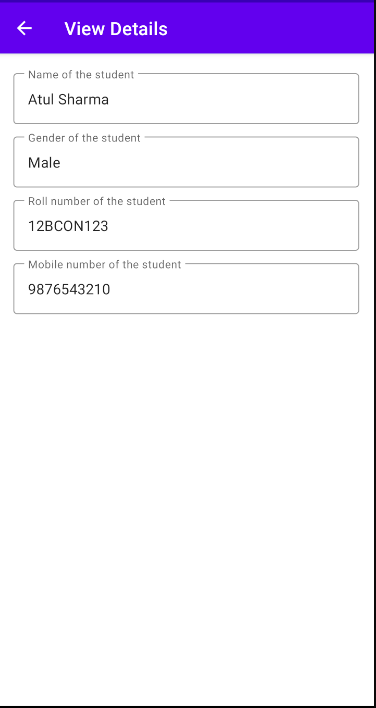 View Details
Name of the student
Atul Sharma
Gender of the student
Male
Roll number of the student
12BCON123
Mobile number of the student
9876543210